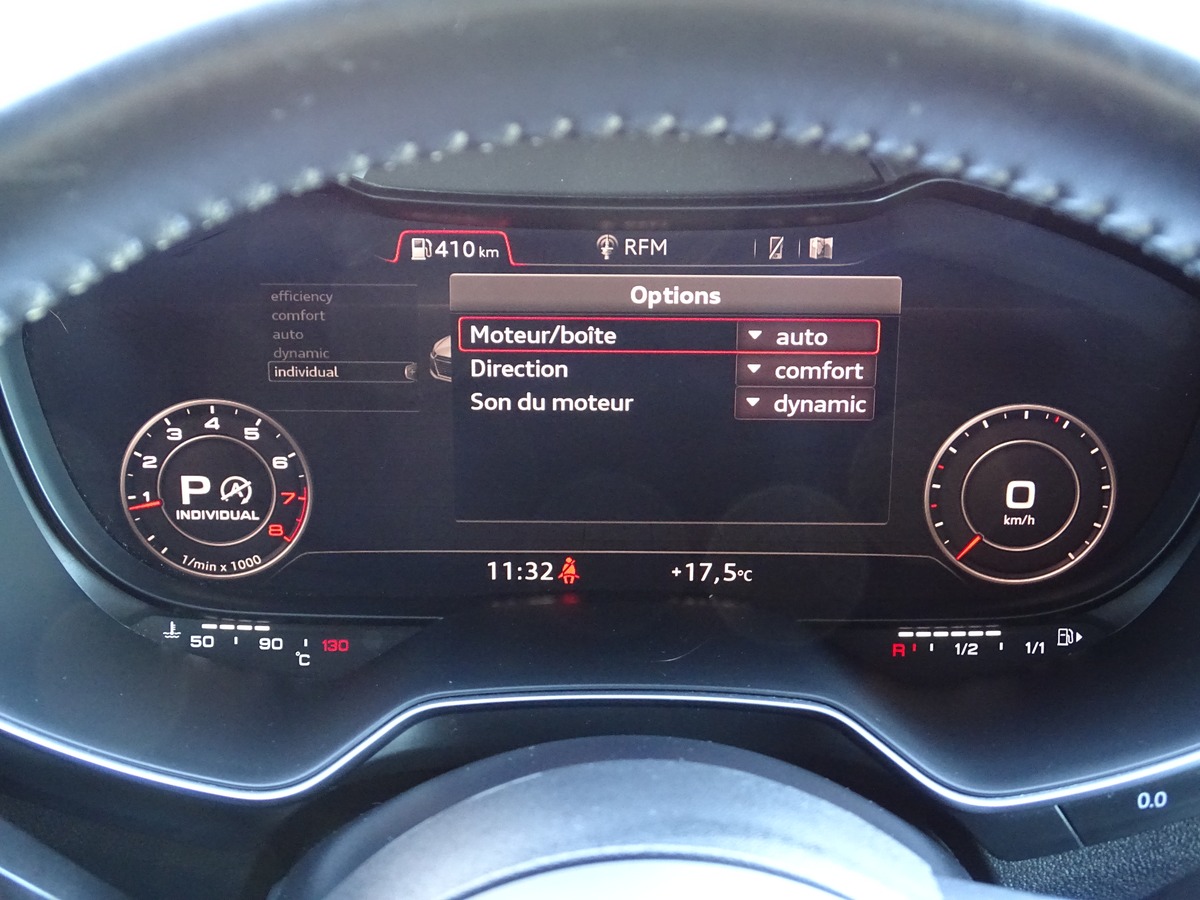 410 km
RFM
Options
efficiency
comfort
auto
dynamic
individual
Moteur/boîte auto
Direction comfort
Son du moteur dynamic
1 2 3 4 5 6 7 8
P
INDIVIDUAL
1/min x 1000
0
km/h
11:32
+17,5°C
50 90 130
°C
R 1/2 1/1
0.0